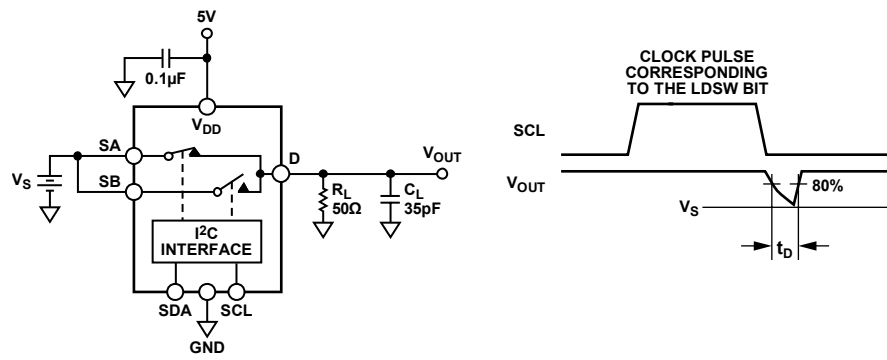 5V
0.1µF
VDD
SA
SB
VS
D
VOUT
RL
50Ω
CL
35pF
I2C
INTERFACE
SDA
SCL
GND
CLOCK PULSE
CORRESPONDING
TO THE LDSW BIT
SCL
VOUT
80%
VS
tD